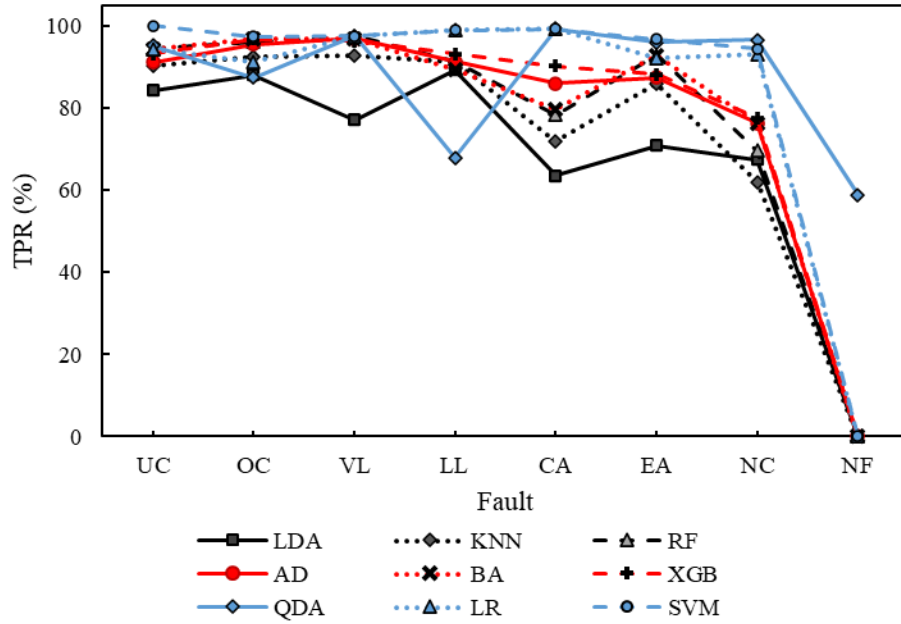 TPR (%)
100
80
60
40
20
0
UC OC VL LL CA EA NC NF
Fault
LDA KNN RF
AD BA XGB
QDA LR SVM